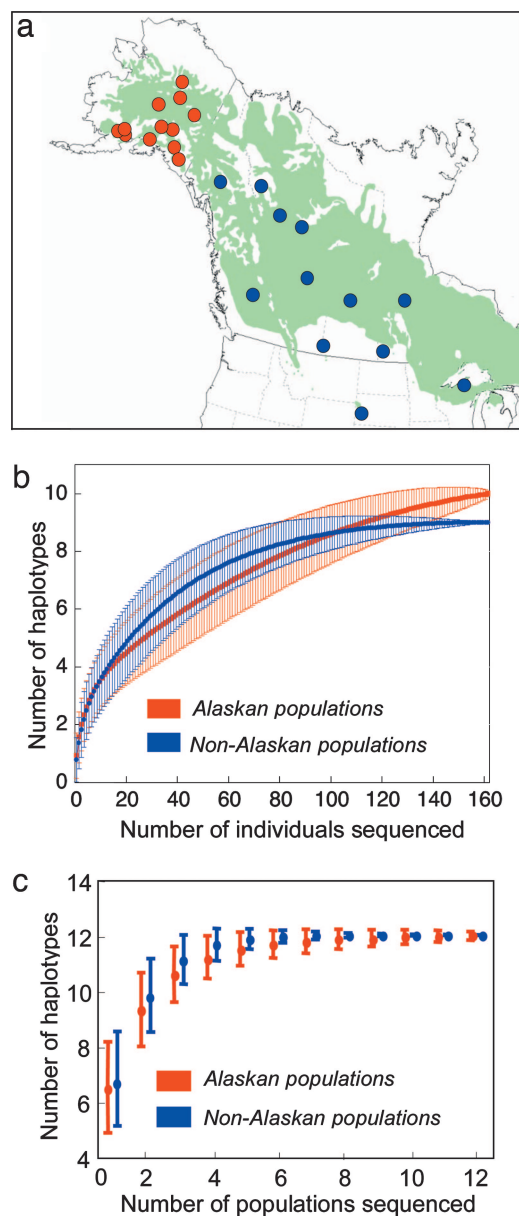 a
b
10
8
6
4
2
0
Number of haplotypes
Alaskan populations
Non-Alaskan populations
0 20 40 60 80 100 120 140 160
Number of individuals sequenced
c
14
12
10
8
6
4
Number of haplotypes
Alaskan populations
Non-Alaskan populations
0 2 4 6 8 10 12
Number of populations sequenced